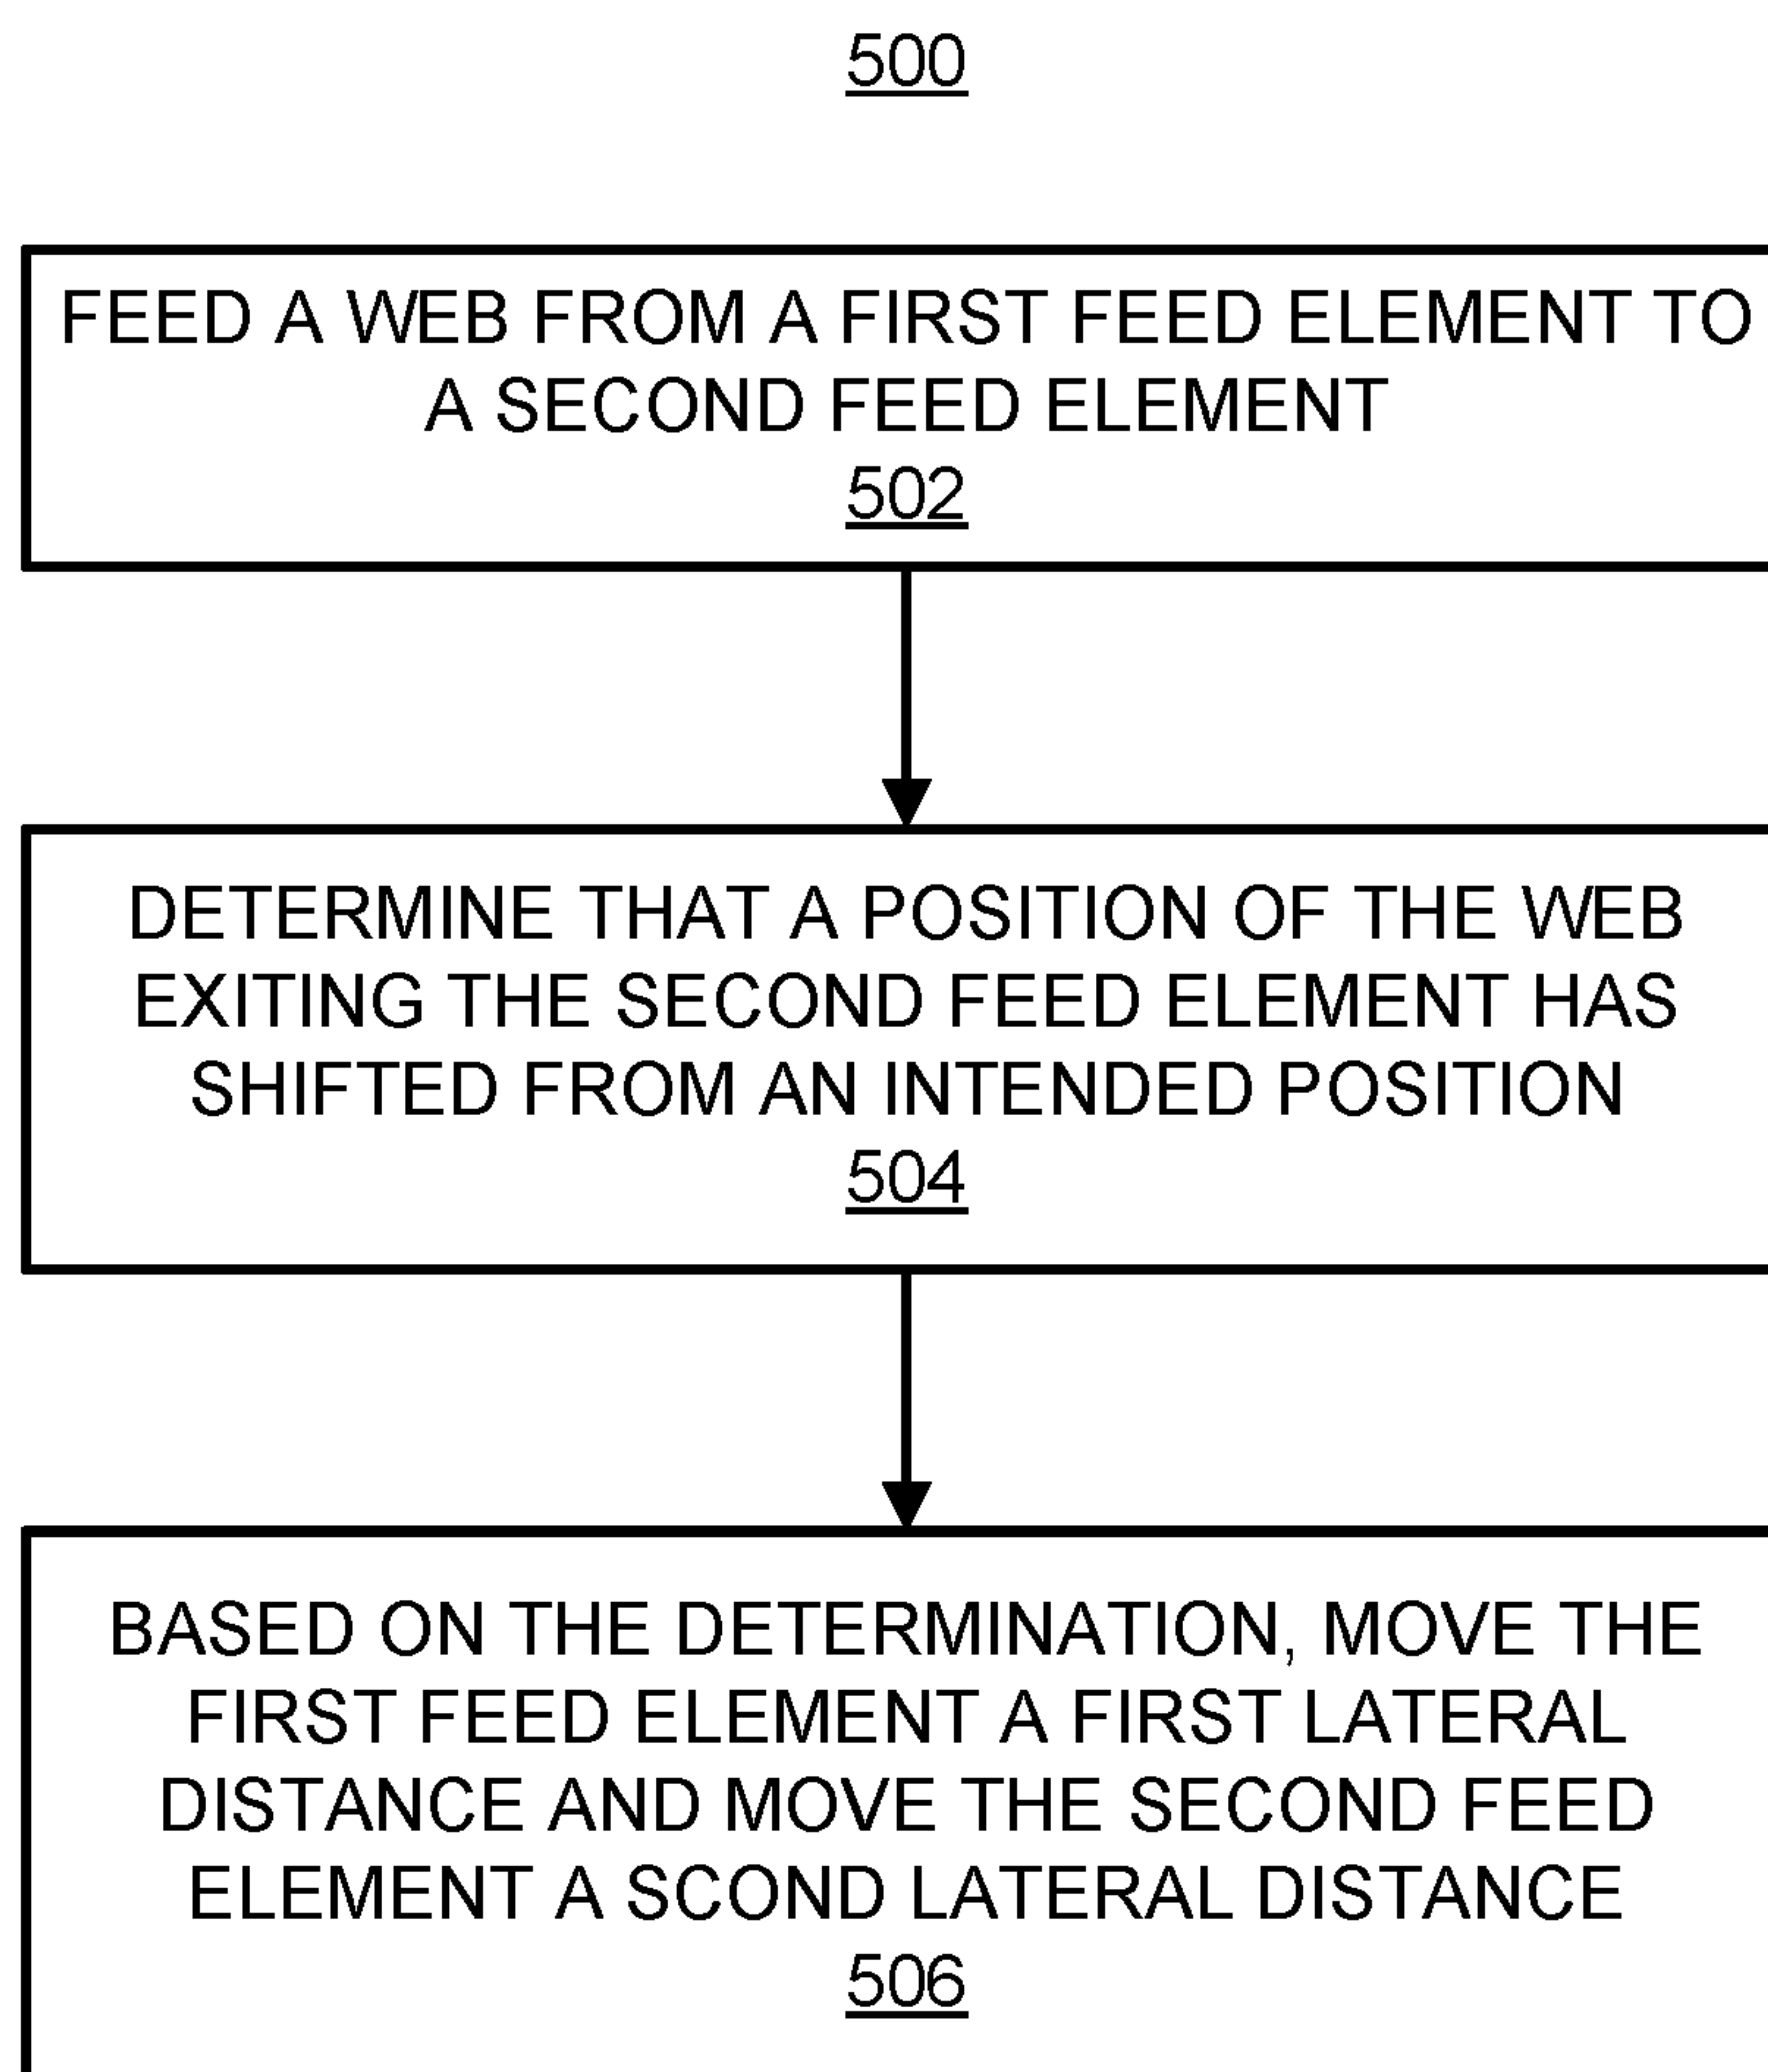 500
FEED A WEB FROM A FIRST FEED ELEMENT TO
A SECOND FEED ELEMENT
502
DETERMINE THAT A POSITION OF THE WEB
EXITING THE SECOND FEED ELEMENT HAS
SHIFTED FROM AN INTENDED POSITION
504
BASED ON THE DETERMINATION, MOVE THE
FIRST FEED ELEMENT A FIRST LATERAL
DISTANCE AND MOVE THE SECOND FEED
ELEMENT A SCOND LATERAL DISTANCE
506